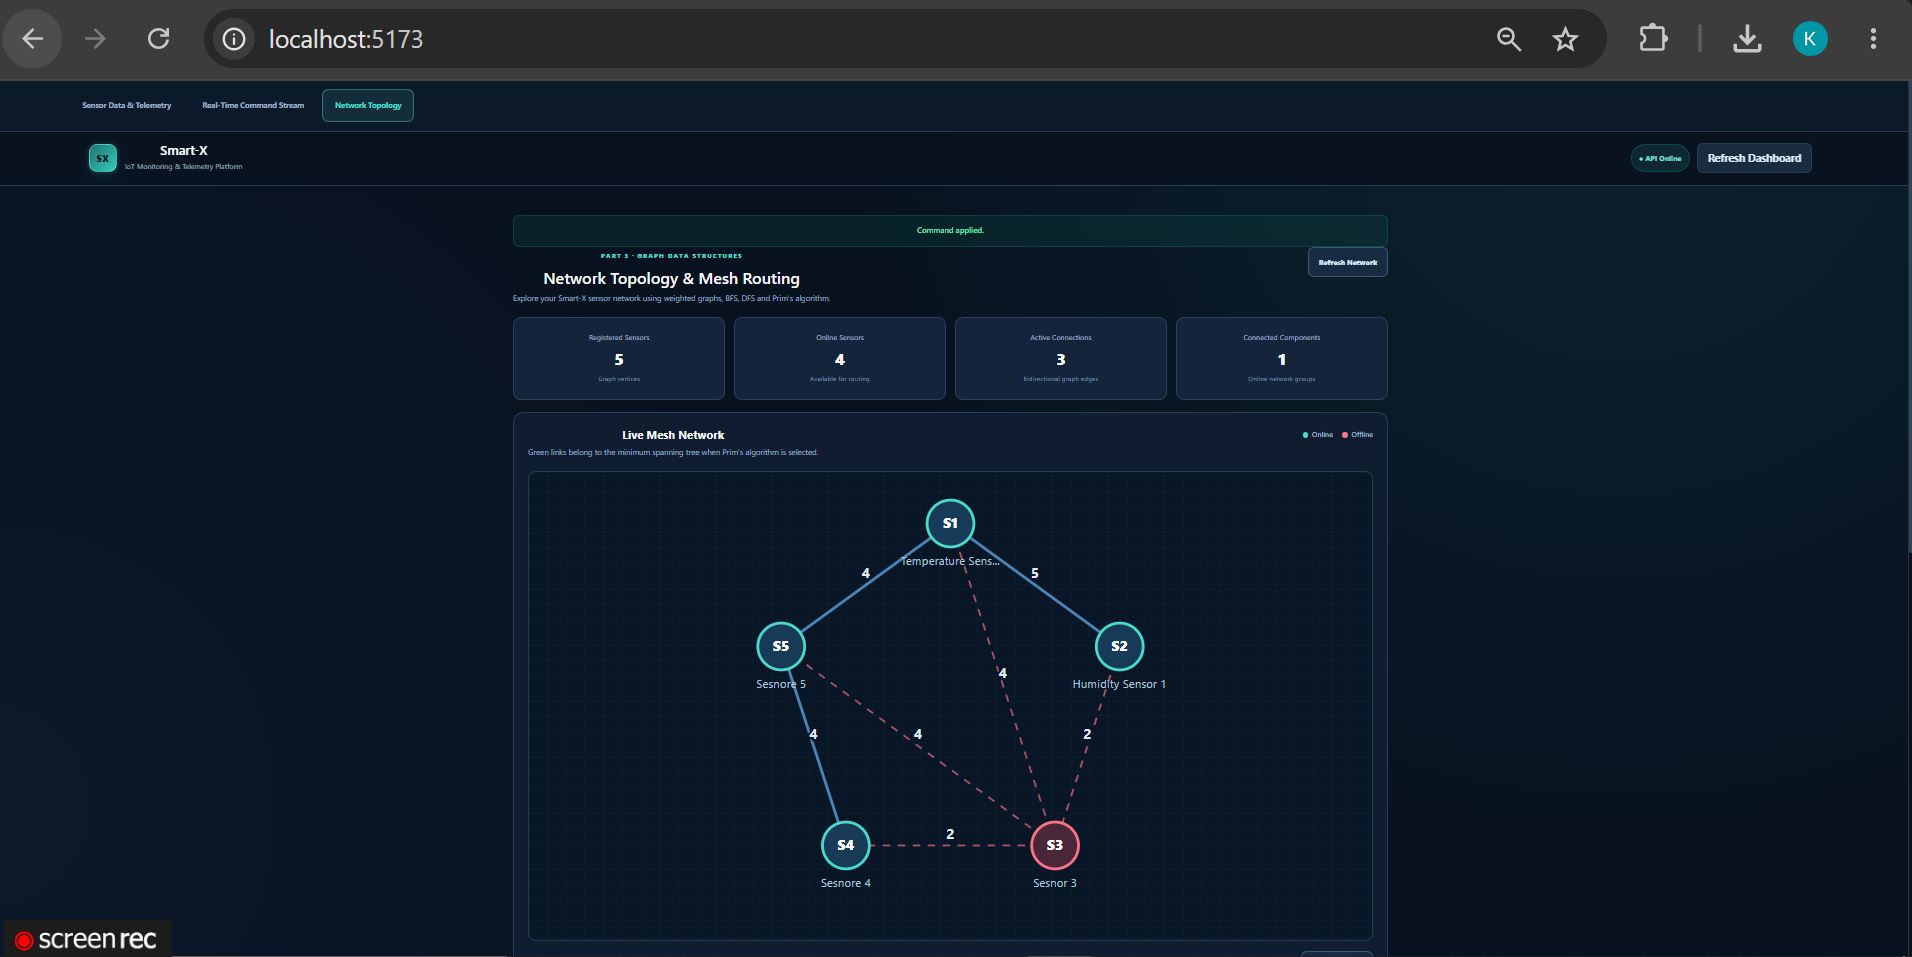 localhost:5173
K
Sensor Data & Telemetry
Real-Time Command Stream
Network Topology
SX
Smart-X
IoT Monitoring & Telemetry Platform
API Online
Refresh Dashboard
Command applied.
PART 3 - GRAPH DATA STRUCTURES
Refresh Network
Network Topology & Mesh Routing
Explore your Smart-X sensor network using weighted graphs, BFS, DFS and Prim's algorithm.
Registered Sensors
5
Graph vertices
Online Sensors
4
Available for routing
Active Connections
3
Bidirectional graph edges
Connected Components
1
Online network groups
Live Mesh Network
Online
Offline
Green links belong to the minimum spanning tree when Prim's algorithm is selected.
S1
Temperature Sens...
4
5
S5
S2
Sesnore 5
4
Humidity Sensor 1
4
4
2
2
S4
S3
Sesnore 4
Sesnor 3
screenrec